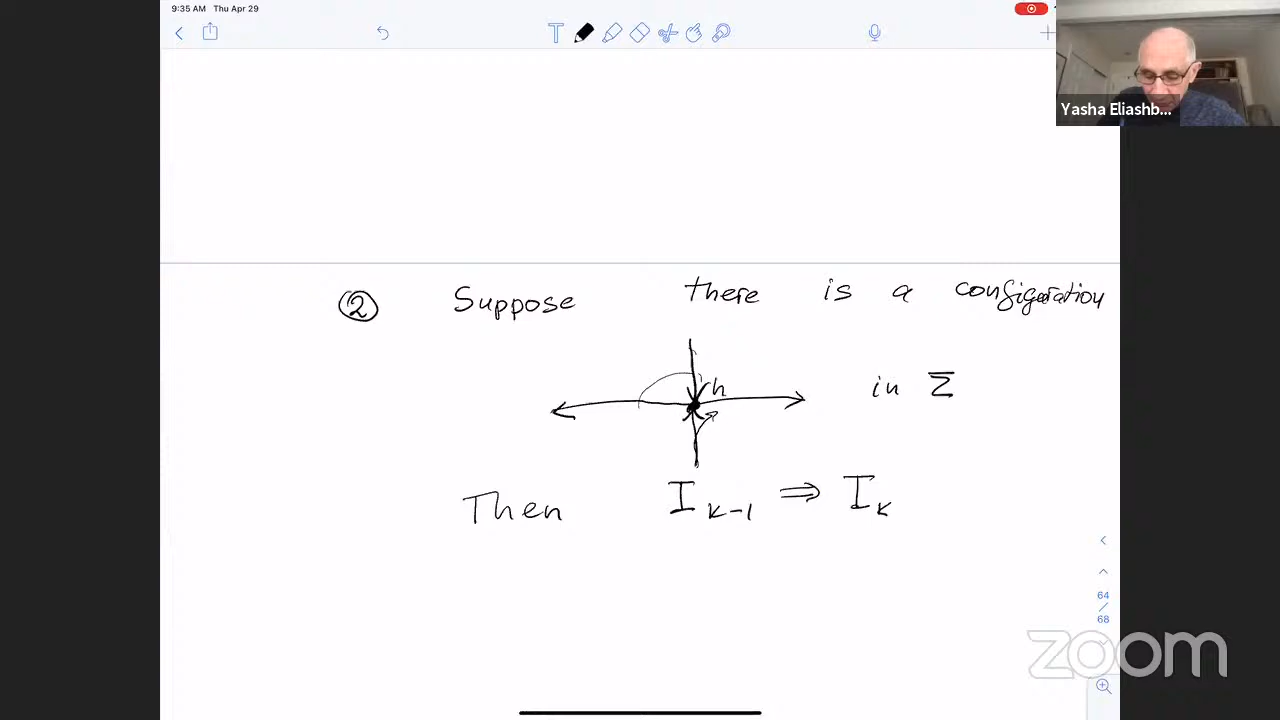 9:35 AM Thu Apr 29
Yasha Eliashb...
② Suppose there is a configuration
h
in Σ
Then I_{k-1} ⇒ I_k
64
/
68
zoom